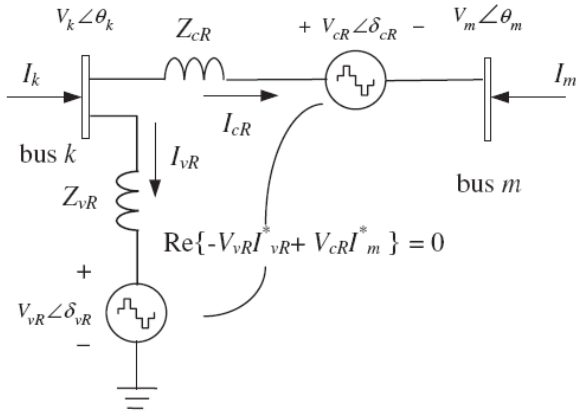 V_k∠θ_k
Z_cR
+ V_cR∠δ_cR −
V_m∠θ_m
I_k
I_cR
I_m
bus k
I_vR
bus m
Z_vR
Re{-V_vR I*_vR + V_cR I*_m } = 0
+
V_vR∠δ_vR
−